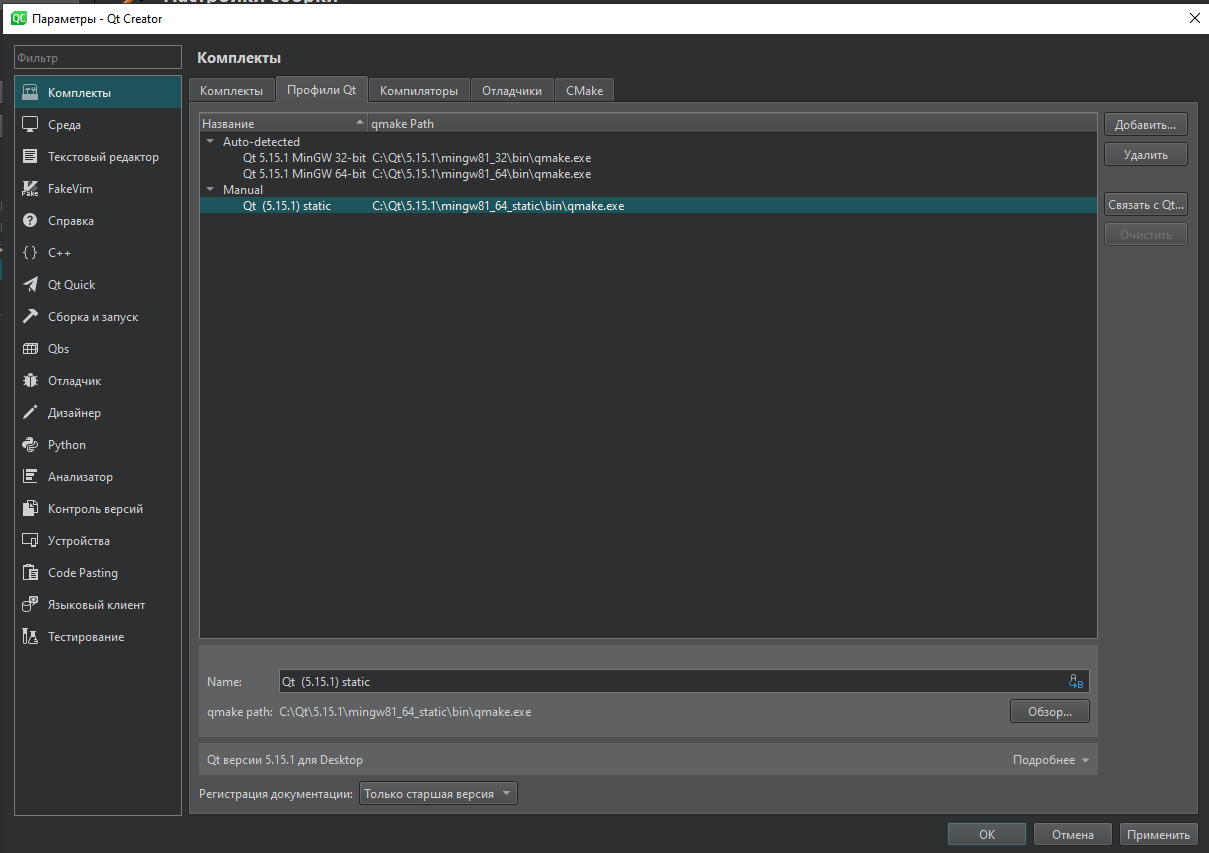 QC Параметры - Qt Creator
Фильтр
Комплекты
Среда
Текстовый редактор
Fake FakeVim
Справка
C++
Qt Quick
Сборка и запуск
Qbs
Отладчик
Дизайнер
Python
Анализатор
Контроль версий
Устройства
Code Pasting
Языковый клиент
Тестирование
Комплекты
Комплекты Профили Qt Компиляторы Отладчики CMake
Название qmake Path
Auto-detected
Qt 5.15.1 MinGW 32-bit C:\Qt\5.15.1\mingw81_32\bin\qmake.exe
Qt 5.15.1 MinGW 64-bit C:\Qt\5.15.1\mingw81_64\bin\qmake.exe
Manual
Qt (5.15.1) static C:\Qt\5.15.1\mingw81_64_static\bin\qmake.exe
Добавить...
Удалить
Связать с Qt...
Очистить
Name: Qt (5.15.1) static
qmake path: C:\Qt\5.15.1\mingw81_64_static\bin\qmake.exe Обзор...
Qt версии 5.15.1 для Desktop Подробнее
Регистрация документации: Только старшая версия
OK Отмена Применить